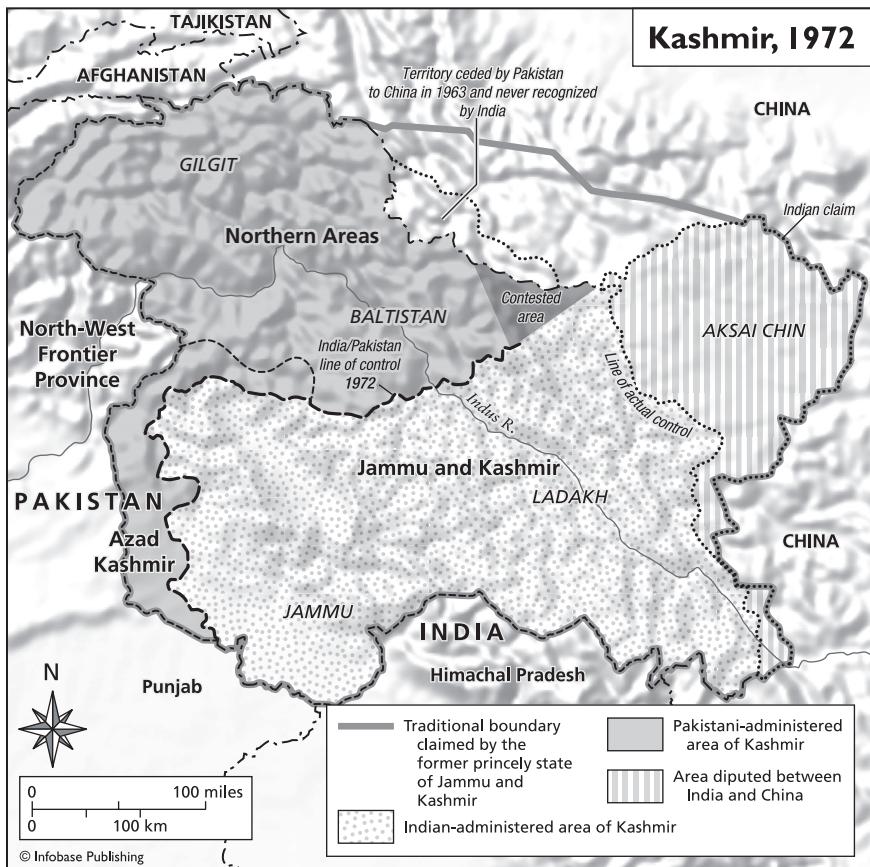 Kashmir, 1972
TAJIKISTAN
AFGHANISTAN
Territory ceded by Pakistan
to China in 1963 and never recognized
by India
CHINA
GILGIT
Indian claim
Northern Areas
Contested
area
BALTISTAN
AKSAI CHIN
North-West
Frontier
Province
India/Pakistan
line of control
1972
Line of actual control
Indus R.
Jammu and Kashmir
LADAKH
PAKISTAN
Azad
Kashmir
CHINA
JAMMU
INDIA
Himachal Pradesh
Punjab
N
Traditional boundary
claimed by the
former princely state
of Jammu and
Kashmir
Indian-administered area of Kashmir
Pakistani-administered
area of Kashmir
Area diputed between
India and China
0 100 miles
0 100 km
© Infobase Publishing